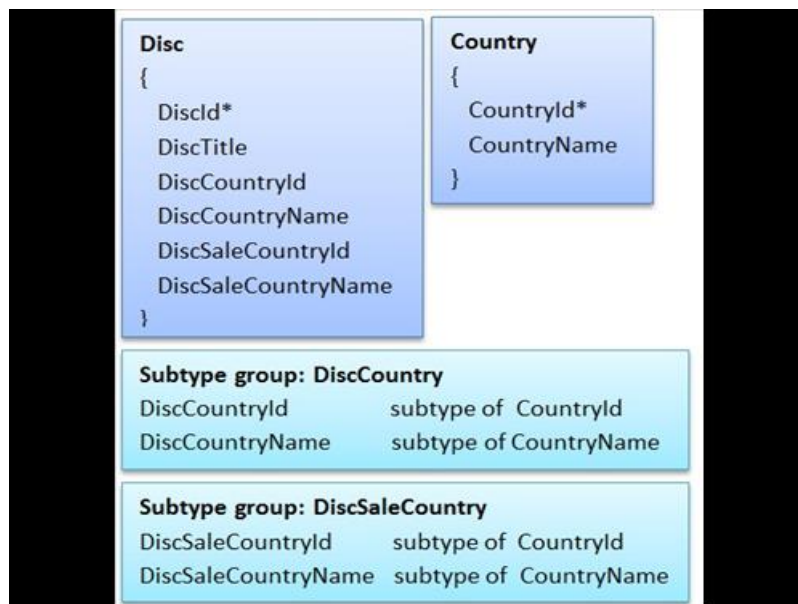 Disc
{
DiscId*
DiscTitle
DiscCountryId
DiscCountryName
DiscSaleCountryId
DiscSaleCountryName
}
Country
{
CountryId*
CountryName
}
Subtype group: DiscCountry
DiscCountryId subtype of CountryId
DiscCountryName subtype of CountryName
Subtype group: DiscSaleCountry
DiscSaleCountryId subtype of CountryId
DiscSaleCountryName subtype of CountryName